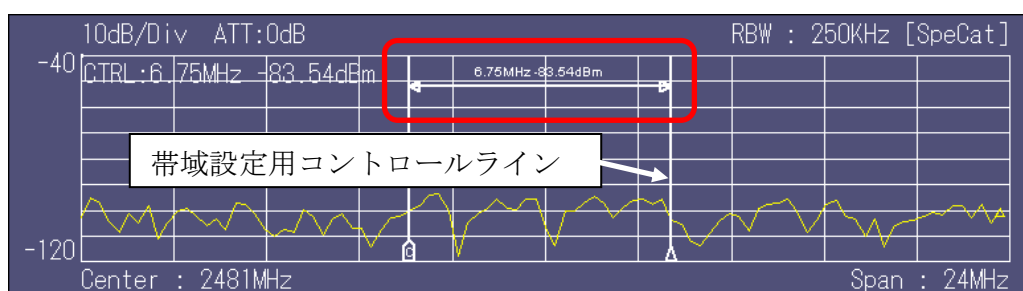 10dB/Div ATT:0dB RBW : 250KHz [SpeCat]
-40
CTRL:6.75MHz -83.54dBm
6.75MHz -83.54dBm
帯域設定用コントロールライン
-120
C
Center : 2481MHz Span : 24MHz